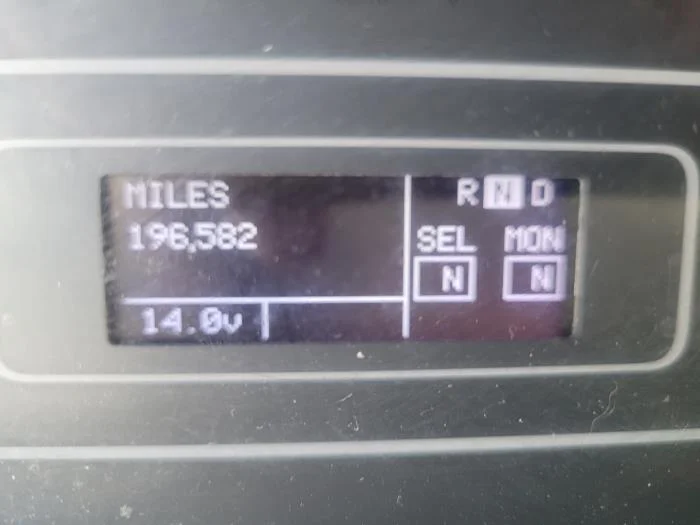 MILES
196,582
14.0v
R N D
SEL MON
N N